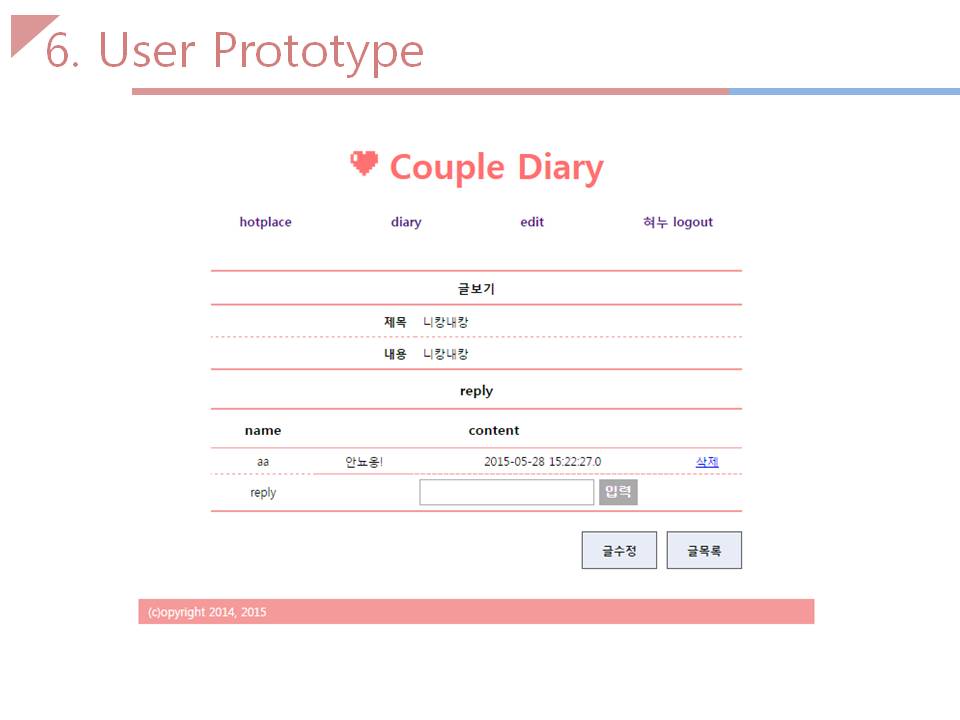 6. User Prototype
Couple Diary
hotplace diary edit 혀누 logout
글보기
제목 니캉내캉
내용 니캉내캉
reply
name content
aa 안뇨옹! 2015-05-28 15:22:27.0 삭제
reply 입력
글수정 글목록
(c)opyright 2014, 2015